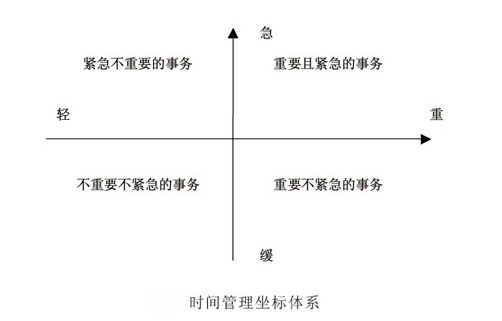 急
紧急不重要的事务
重要且紧急的事务
轻
重
不重要不紧急的事务
重要不紧急的事务
缓
时间管理坐标体系